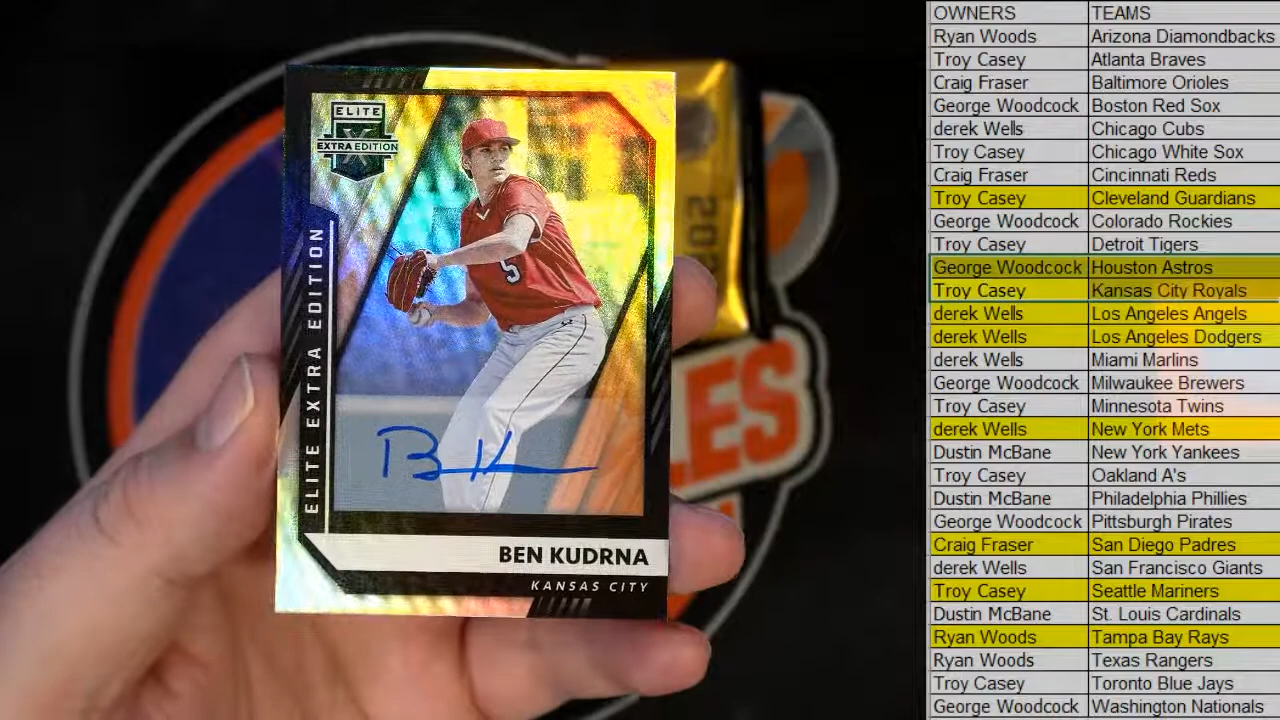 ELITE
X
EXTRA EDITION
ELITE EXTRA EDITION
5
BEN KUDRNA
KANSAS CITY
202
LES
OWNERS TEAMS
Ryan Woods Arizona Diamondbacks
Troy Casey Atlanta Braves
Craig Fraser Baltimore Orioles
George Woodcock Boston Red Sox
derek Wells Chicago Cubs
Troy Casey Chicago White Sox
Craig Fraser Cincinnati Reds
Troy Casey Cleveland Guardians
George Woodcock Colorado Rockies
Troy Casey Detroit Tigers
George Woodcock Houston Astros
Troy Casey Kansas City Royals
derek Wells Los Angeles Angels
derek Wells Los Angeles Dodgers
derek Wells Miami Marlins
George Woodcock Milwaukee Brewers
Troy Casey Minnesota Twins
derek Wells New York Mets
Dustin McBane New York Yankees
Troy Casey Oakland A's
Dustin McBane Philadelphia Phillies
George Woodcock Pittsburgh Pirates
Craig Fraser San Diego Padres
derek Wells San Francisco Giants
Troy Casey Seattle Mariners
Dustin McBane St. Louis Cardinals
Ryan Woods Tampa Bay Rays
Ryan Woods Texas Rangers
Troy Casey Toronto Blue Jays
George Woodcock Washington Nationals